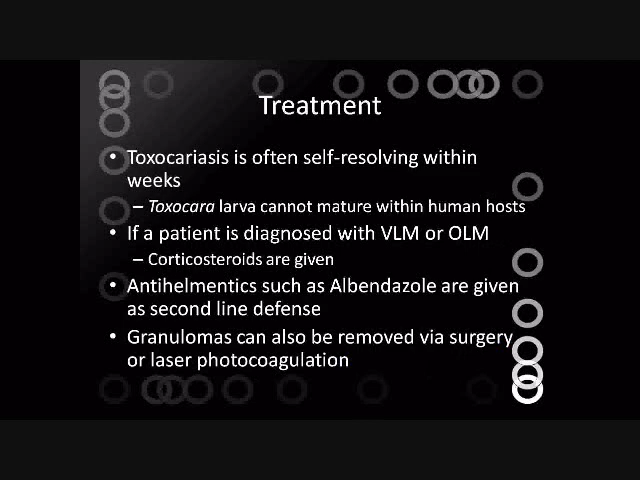 Treatment
• Toxocariasis is often self-resolving within
weeks
– Toxocara larva cannot mature within human hosts
• If a patient is diagnosed with VLM or OLM
– Corticosteroids are given
• Antihelmentics such as Albendazole are given
as second line defense
• Granulomas can also be removed via surgery
or laser photocoagulation